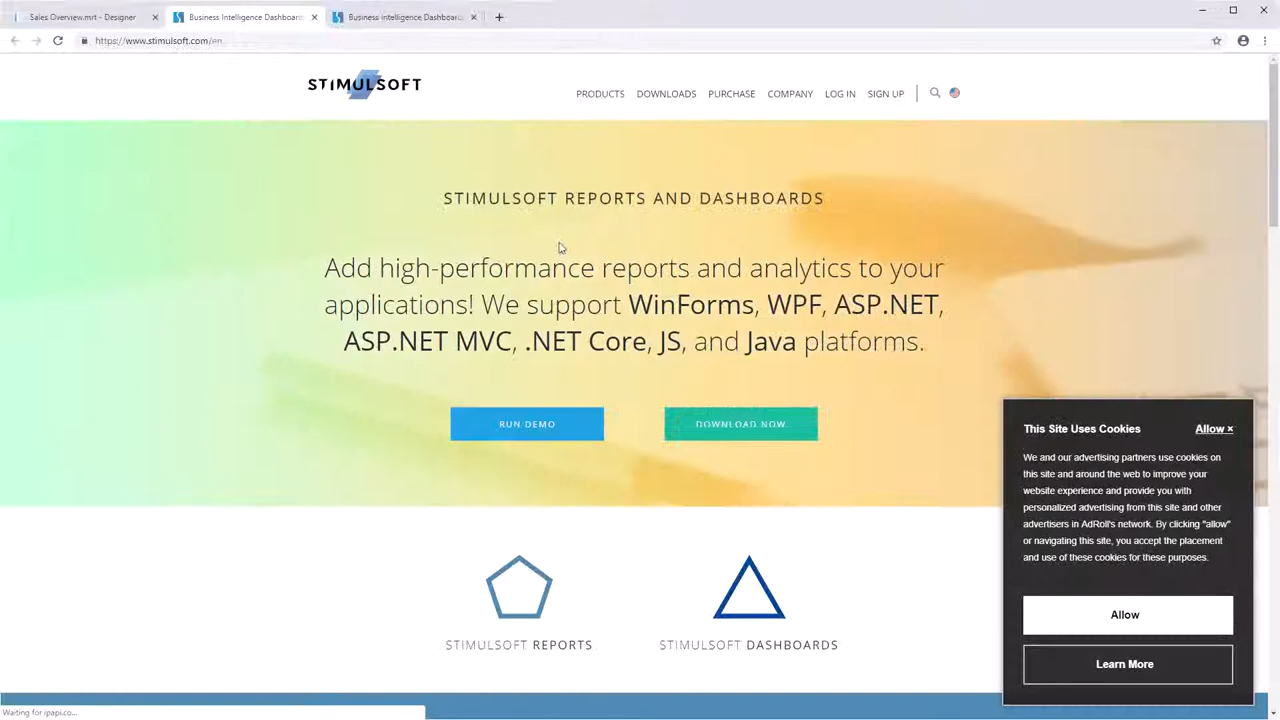 Sales Overview.mrt - Designer
Business Intelligence Dashboards
Business Intelligence Dashboards
https://www.stimulsoft.com/en
STIMULSOFT
PRODUCTS
DOWNLOADS
PURCHASE
COMPANY
LOG IN
SIGN UP
STIMULSOFT REPORTS AND DASHBOARDS
Add high-performance reports and analytics to your
applications! We support WinForms, WPF, ASP.NET,
ASP.NET MVC, .NET Core, JS, and Java platforms.
RUN DEMO
DOWNLOAD NOW
This Site Uses Cookies
Allow ×
We and our advertising partners use cookies on
this site and around the web to improve your
website experience and provide you with
personalized advertising from this site and other
advertisers in AdRoll's network. By clicking "allow"
or navigating this site, you accept the placement
and use of these cookies for these purposes.
Allow
Learn More
STIMULSOFT REPORTS
STIMULSOFT DASHBOARDS
Waiting for ipapi.co...